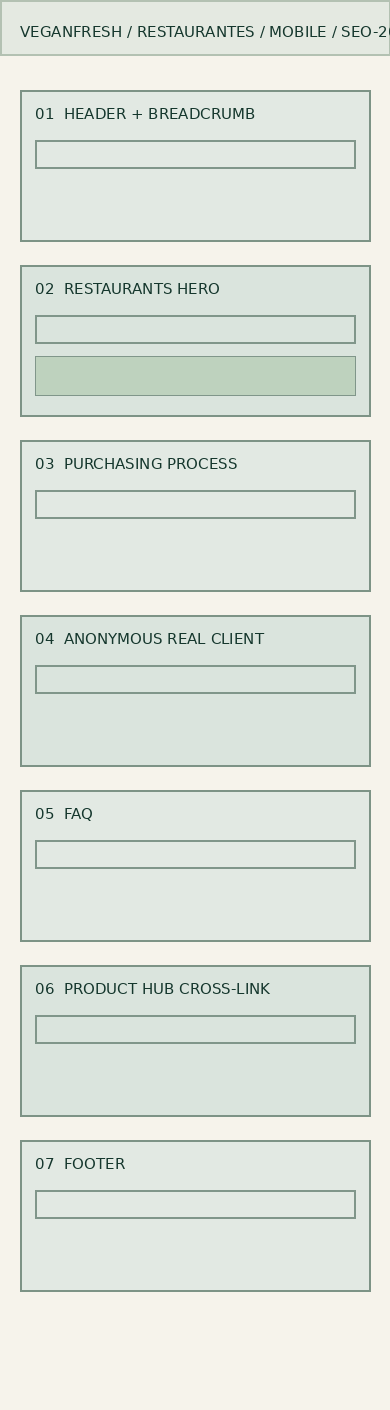 VEGANFRESH / RESTAURANTES / MOBILE / SEO-20
01 HEADER + BREADCRUMB
02 RESTAURANTS HERO
03 PURCHASING PROCESS
04 ANONYMOUS REAL CLIENT
05 FAQ
06 PRODUCT HUB CROSS-LINK
07 FOOTER